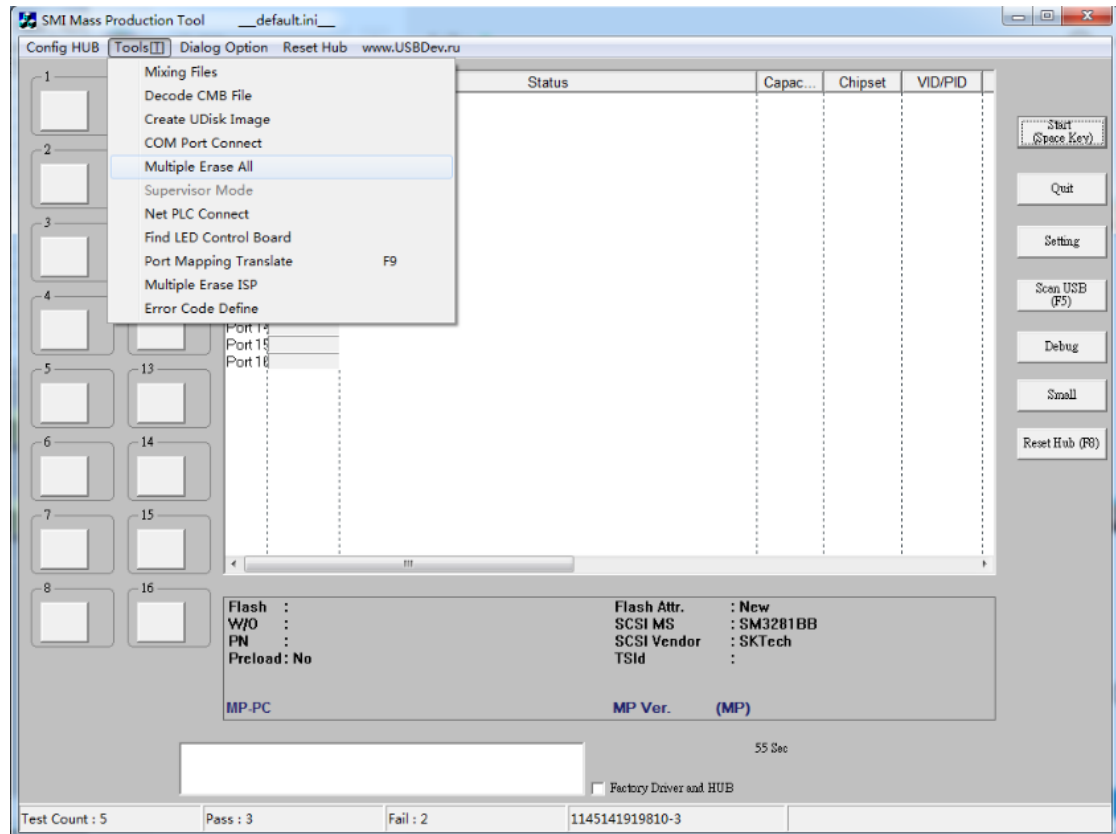 SMI Mass Production Tool __default.ini__
Config HUB Tools[T] Dialog Option Reset Hub www.USBDev.ru
Mixing Files
Decode CMB File
Create UDisk Image
COM Port Connect
Multiple Erase All
Supervisor Mode
Net PLC Connect
Find LED Control Board
Port Mapping Translate F9
Multiple Erase ISP
Error Code Define
Status Capac... Chipset VID/PID
1
2
3
4
5 13
6 14
7 15
8 16
Port 14
Port 15
Port 16
Start
(Space Key)
Quit
Setting
Scan USB
(F5)
Debug
Small
Reset Hub (F8)
Flash :
W/O :
PN :
Preload : No
Flash Attr. : New
SCSI MS : SM3281BB
SCSI Vendor : SKTech
TSId :
MP-PC MP Ver. (MP)
55 Sec
Factory Driver and HUB
Test Count : 5 Pass : 3 Fail : 2 1145141919810-3